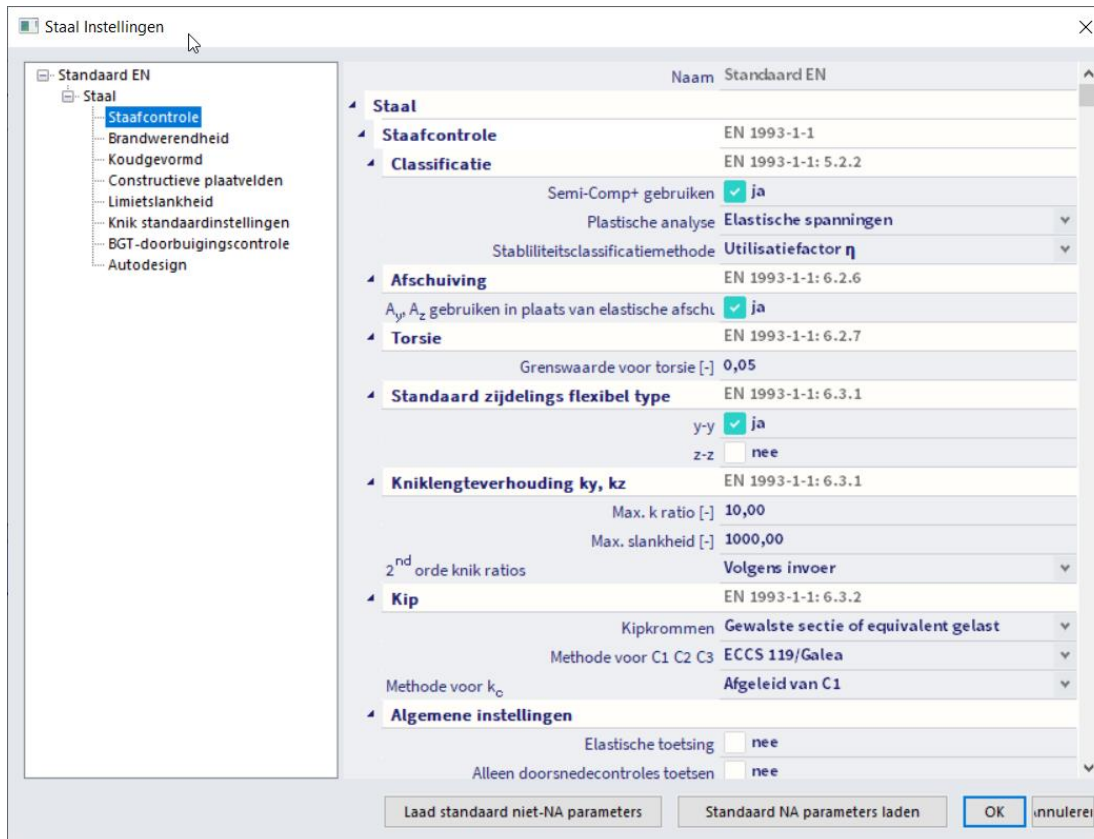 Staal Instellingen
Standaard EN
Staal
Staafcontrole
Brandwerendheid
Koudgevormd
Constructieve plaatvelden
Limietslankheid
Knik standaardinstellingen
BGT-doorbuigingscontrole
Autodesign
Naam Standaard EN
Staal
Staafcontrole EN 1993-1-1
Classificatie EN 1993-1-1: 5.2.2
Semi-Comp+ gebruiken ja
Plastische analyse Elastische spanningen
Stabliliteitsclassificatiemethode Utilisatiefactor η
Afschuiving EN 1993-1-1: 6.2.6
Ay, Az gebruiken in plaats van elastische afschu ja
Torsie EN 1993-1-1: 6.2.7
Grenswaarde voor torsie [-] 0,05
Standaard zijdelings flexibel type EN 1993-1-1: 6.3.1
y-y ja
z-z nee
Kniklengteverhouding ky, kz EN 1993-1-1: 6.3.1
Max. k ratio [-] 10,00
Max. slankheid [-] 1000,00
2nd orde knik ratios Volgens invoer
Kip EN 1993-1-1: 6.3.2
Kipkrommen Gewalste sectie of equivalent gelast
Methode voor C1 C2 C3 ECCS 119/Galea
Methode voor kc Afgeleid van C1
Algemene instellingen
Elastische toetsing nee
Alleen doorsnedecontroles toetsen nee
Laad standaard niet-NA parameters Standaard NA parameters laden OK Annuleren